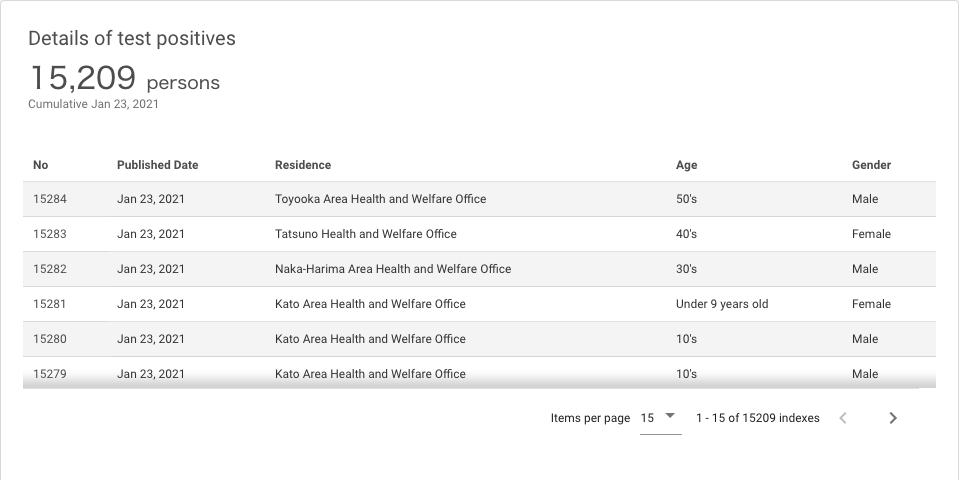 Details of test positives
15,209 persons
Cumulative Jan 23, 2021
No Published Date Residence Age Gender
15284 Jan 23, 2021 Toyooka Area Health and Welfare Office 50's Male
15283 Jan 23, 2021 Tatsuno Health and Welfare Office 40's Female
15282 Jan 23, 2021 Naka-Harima Area Health and Welfare Office 30's Male
15281 Jan 23, 2021 Kato Area Health and Welfare Office Under 9 years old Female
15280 Jan 23, 2021 Kato Area Health and Welfare Office 10's Male
15279 Jan 23, 2021 Kato Area Health and Welfare Office 10's Male
Items per page 15 1 - 15 of 15209 indexes